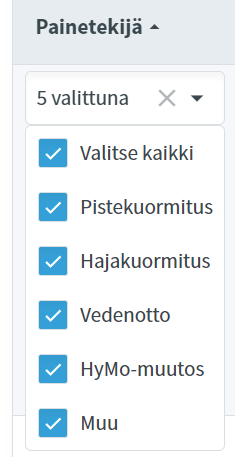 Painetekijä
5 valittuna
Valitse kaikki
Pistekuormitus
Hajakuormitus
Vedenotto
HyMo-muutos
Muu